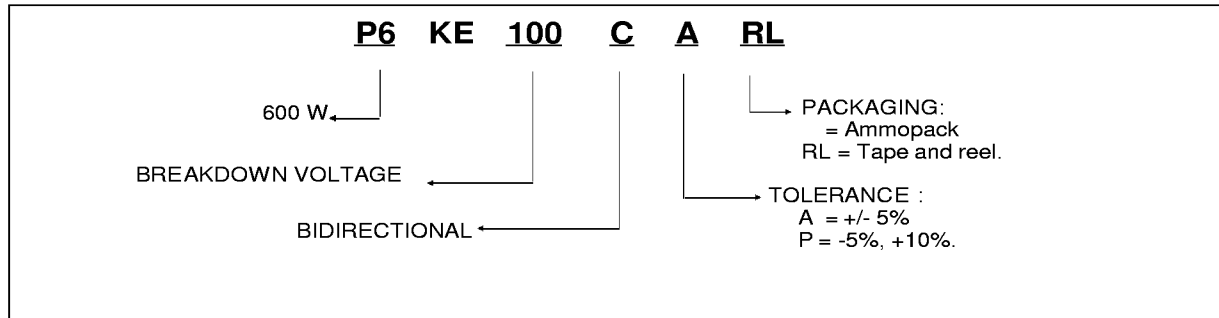 P6 KE 100 C A RL
600 W
PACKAGING:
= Ammopack
RL = Tape and reel.
BREAKDOWN VOLTAGE
TOLERANCE :
A = +/- 5%
P = -5%, +10%.
BIDIRECTIONAL